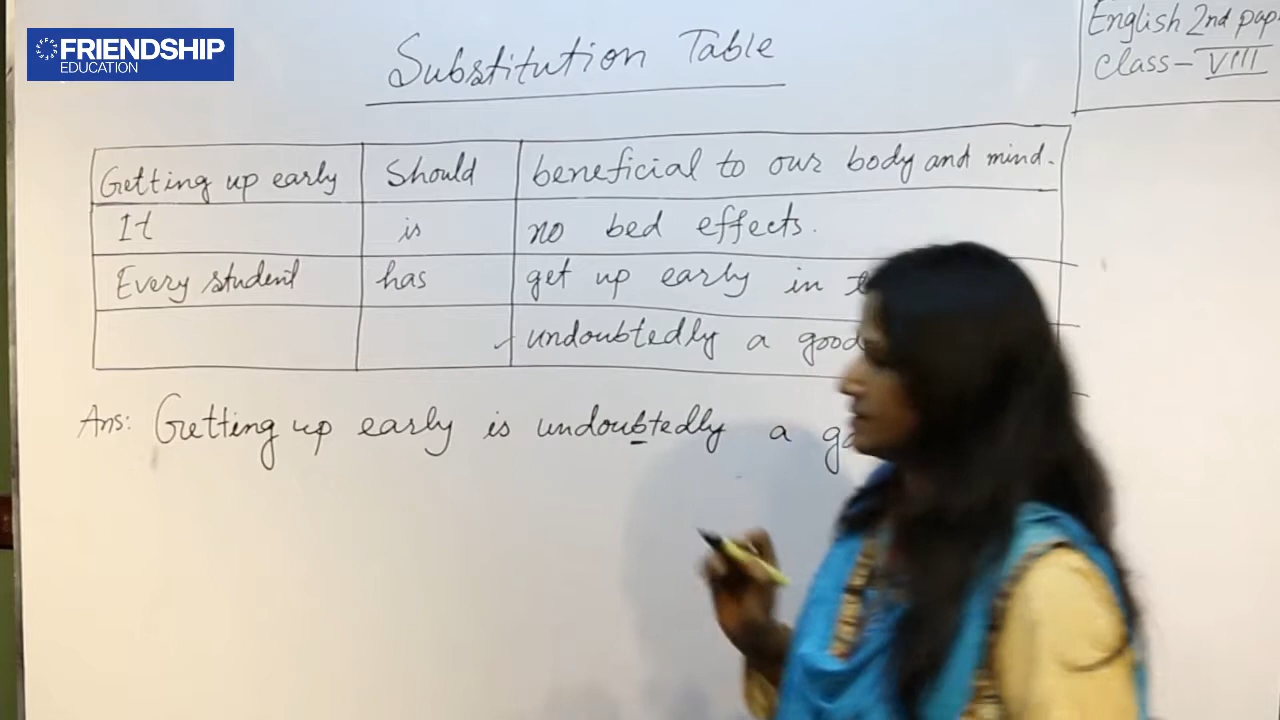 FRIENDSHIP
EDUCATION
English 2nd pap
Class - VIII
Substitution Table
Getting up early Should beneficial to our body and mind.
It is no bed effects.
Every student has get up early in
undoubtedly a good
Ans: Getting up early is undoubtedly a